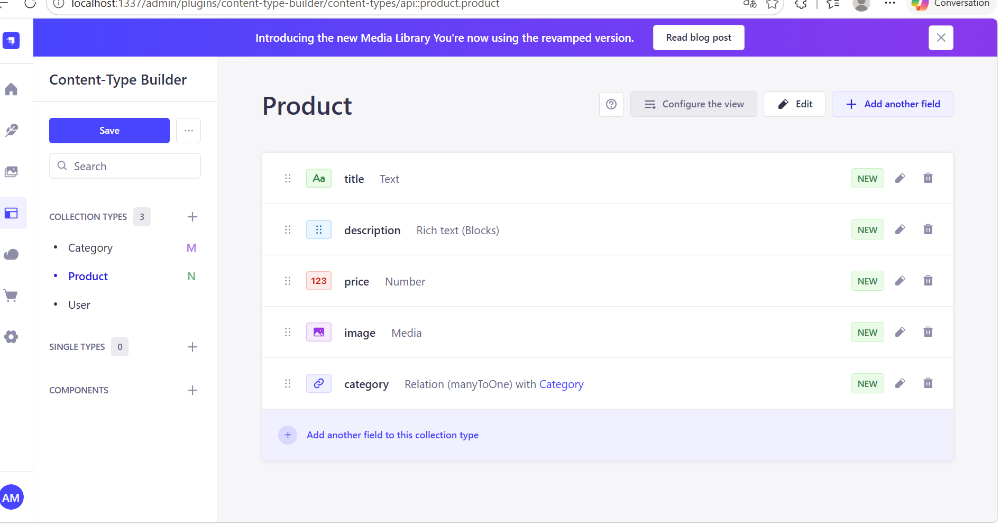 localhost:1337/admin/plugins/content-type-builder/content-types/api::product.product
Conversation
Introducing the new Media Library You're now using the revamped version.
Read blog post
Content-Type Builder
Save
Search
COLLECTION TYPES 3
Category M
Product N
User
SINGLE TYPES 0
COMPONENTS
AM
Product
Configure the view
Edit
Add another field
Aa title Text NEW
description Rich text (Blocks) NEW
123 price Number NEW
image Media NEW
category Relation (manyToOne) with Category NEW
Add another field to this collection type